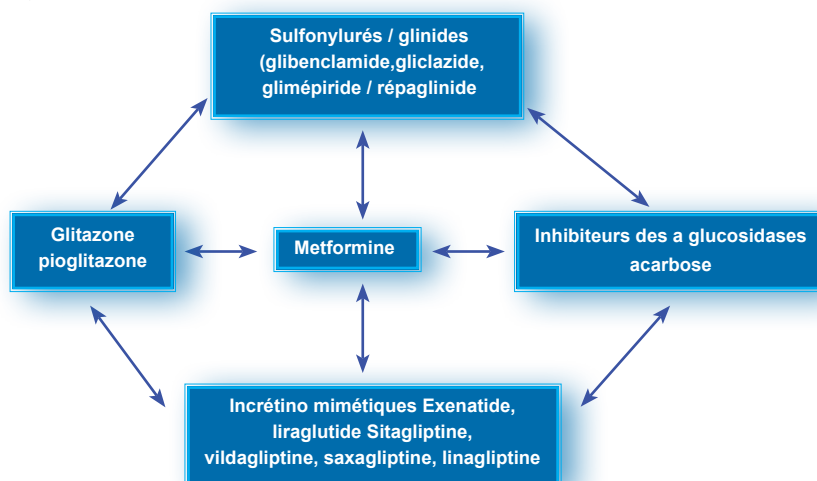 Sulfonylurés / glinides
(glibenclamide,gliclazide,
glimépiride / répaglinide
Glitazone
pioglitazone
Metformine
Inhibiteurs des a glucosidases
acarbose
Incrétino mimétiques Exenatide,
liraglutide Sitagliptine,
vildagliptine, saxagliptine, linagliptine